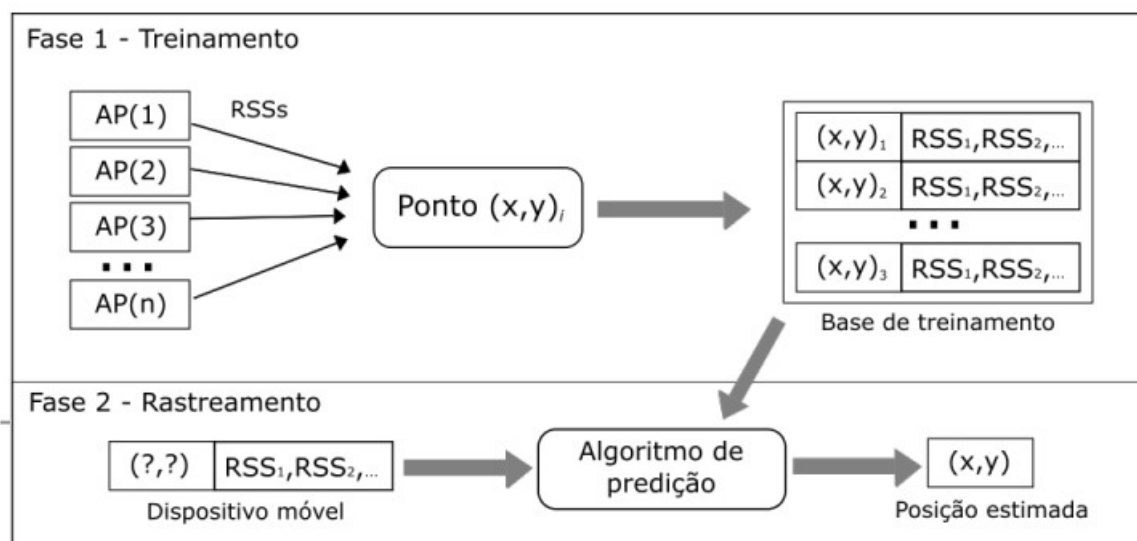 Fase 1 - Treinamento
AP(1)
AP(2)
AP(3)
...
AP(n)
RSSs
Ponto (x,y)i
(x,y)1 RSS1,RSS2,...
(x,y)2 RSS1,RSS2,...
...
(x,y)3 RSS1,RSS2,...
Base de treinamento
Fase 2 - Rastreamento
(?,?) RSS1,RSS2,...
Dispositivo móvel
Algoritmo de
predição
(x,y)
Posição estimada